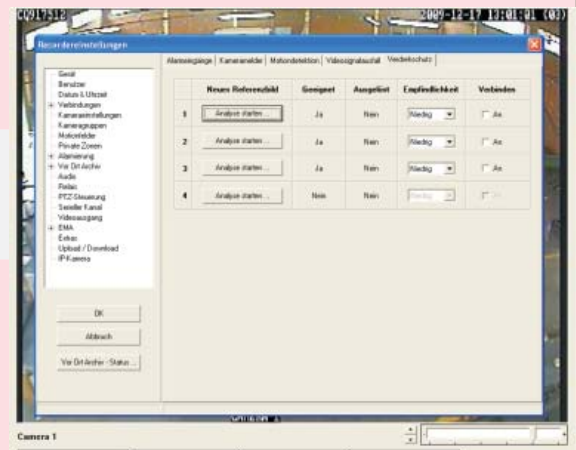 CD917512 2009-12-17 13:01:01 (03)
Recordereinstellungen
Alarmeingänge Kameramelder Motiondetektion Videosignalausfall Verdeckschutz
Gerät
Benutzer
Datum & Uhrzeit
Verbindungen
Kameraeinstellungen
Kameragruppen
Motionfelder
Private Zonen
Alarmierung
Vor Ort Archiv
Audio
Relais
PTZ-Steuerung
Serieller Kanal
Videoausgang
EMA
Extras
Upload / Download
IP-Kamera
Neues Referenzbild Geeignet Ausgelöst Empfindlichkeit Verbinden
1 Analyse starten ... Ja Nein Niedrig An
2 Analyse starten ... Ja Nein Niedrig An
3 Analyse starten ... Ja Nein Niedrig An
4 Analyse starten ... Nein Nein Niedrig An
OK
Abbruch
Vor Ort Archiv - Status ...
CAMERA 1
Camera 1